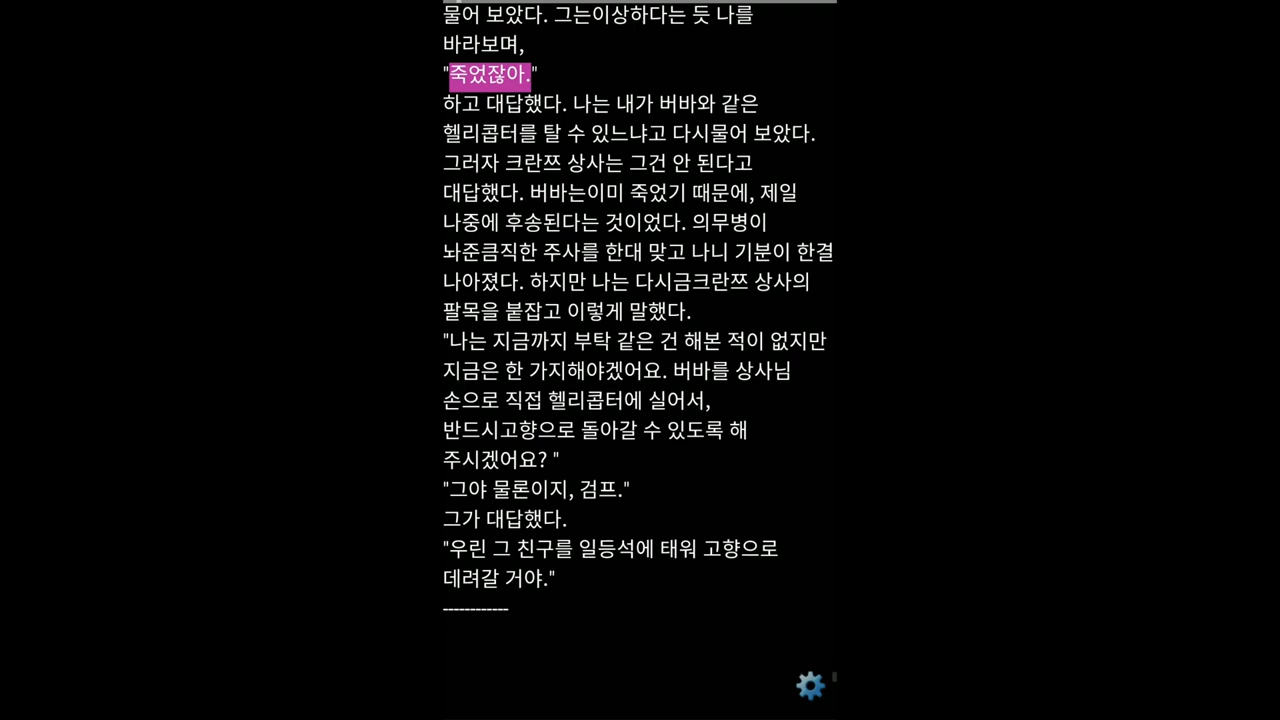 물어 보았다. 그는이상하다는 듯 나를
바라보며,
"죽었잖아."
하고 대답했다. 나는 내가 버바와 같은
헬리콥터를 탈 수 있느냐고 다시물어 보았다.
그러자 크란쯔 상사는 그건 안 된다고
대답했다. 버바는이미 죽었기 때문에, 제일
나중에 후송된다는 것이었다. 의무병이
놔준큼직한 주사를 한대 맞고 나니 기분이 한결
나아졌다. 하지만 나는 다시금크란쯔 상사의
팔목을 붙잡고 이렇게 말했다.
"나는 지금까지 부탁 같은 건 해본 적이 없지만
지금은 한 가지해야겠어요. 버바를 상사님
손으로 직접 헬리콥터에 실어서,
반드시고향으로 돌아갈 수 있도록 해
주시겠어요? "
"그야 물론이지, 검프."
그가 대답했다.
"우린 그 친구를 일등석에 태워 고향으로
데려갈 거야."
------------